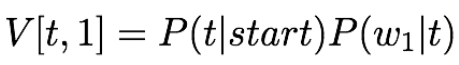 V[t, 1] = P(t|start)P(w₁|t)